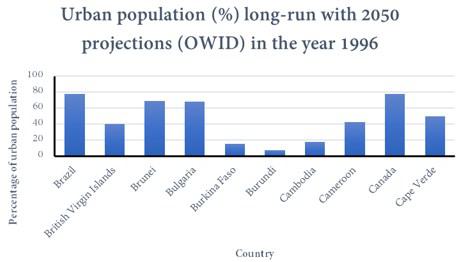 Urban population (%) long-run with 2050
projections (OWID) in the year 1996
Percentage of urban population
100
80
60
40
20
0
Brazil
British Virgin Islands
Brunei
Bulgaria
Burkina Faso
Burundi
Cambodia
Cameroon
Canada
Cape Verde
Country